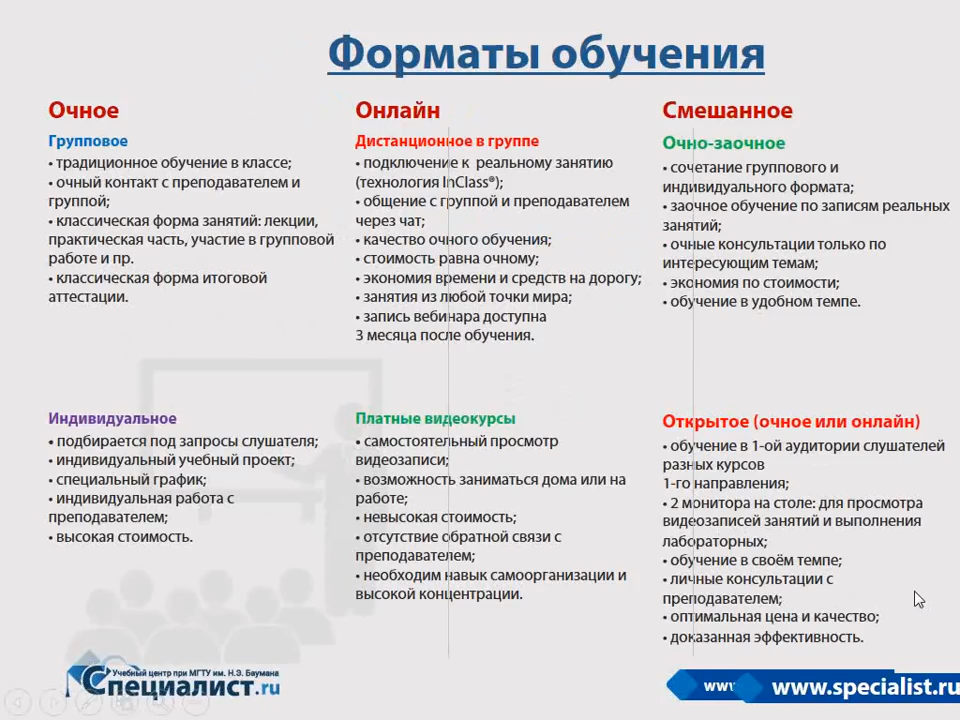 Форматы обучения
Очное
Групповое
• традиционное обучение в классе;
• очный контакт с преподавателем и
группой;
• классическая форма занятий: лекции,
практическая часть, участие в групповой
работе и пр.
• классическая форма итоговой
аттестации.
Индивидуальное
• подбирается под запросы слушателя;
• индивидуальный учебный проект;
• специальный график;
• индивидуальная работа с
преподавателем;
• высокая стоимость.
Онлайн
Дистанционное в группе
• подключение к реальному занятию
(технология InClass®);
• общение с группой и преподавателем
через чат;
• качество очного обучения;
• стоимость равна очному;
• экономия времени и средств на дорогу;
• занятия из любой точки мира;
• запись вебинара доступна
3 месяца после обучения.
Платные видеокурсы
• самостоятельный просмотр
видеозаписи;
• возможность заниматься дома или на
работе;
• невысокая стоимость;
• отсутствие обратной связи с
преподавателем;
• необходим навык самоорганизации и
высокой концентрации.
Смешанное
Очно-заочное
• сочетание группового и
индивидуального формата;
• заочное обучение по записям реальных
занятий;
• очные консультации только по
интересующим темам;
• экономия по стоимости;
• обучение в удобном темпе.
Открытое (очное или онлайн)
• обучение в 1-ой аудитории слушателей
разных курсов
1-го направления;
• 2 монитора на столе: для просмотра
видеозаписей занятий и выполнения
лабораторных;
• обучение в своём темпе;
• личные консультации с
преподавателем;
• оптимальная цена и качество;
• доказанная эффективность.
Учебный центр при МГТУ им. Н.Э. Баумана
Специалист.ru
www
www.specialist.ru